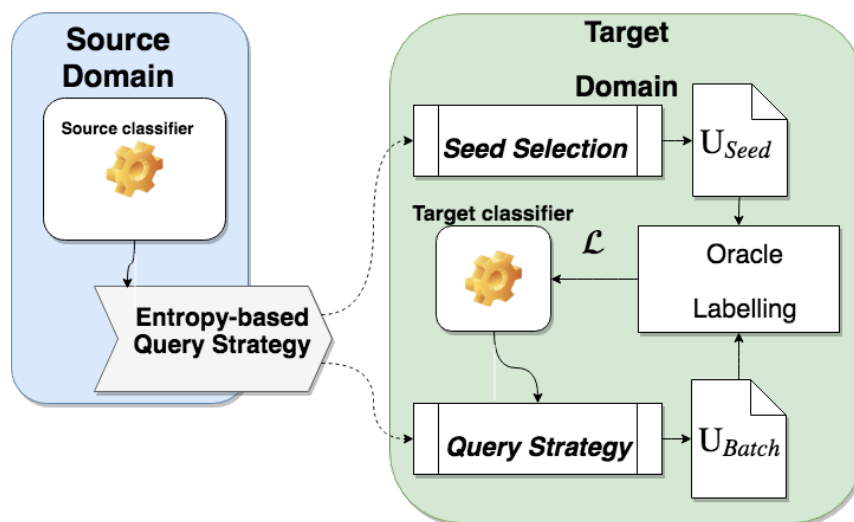 Source
Domain
Source classifier
Entropy-based
Query Strategy
Target
Domain
Seed Selection
U_Seed
Target classifier
ℒ
Oracle
Labelling
Query Strategy
U_Batch